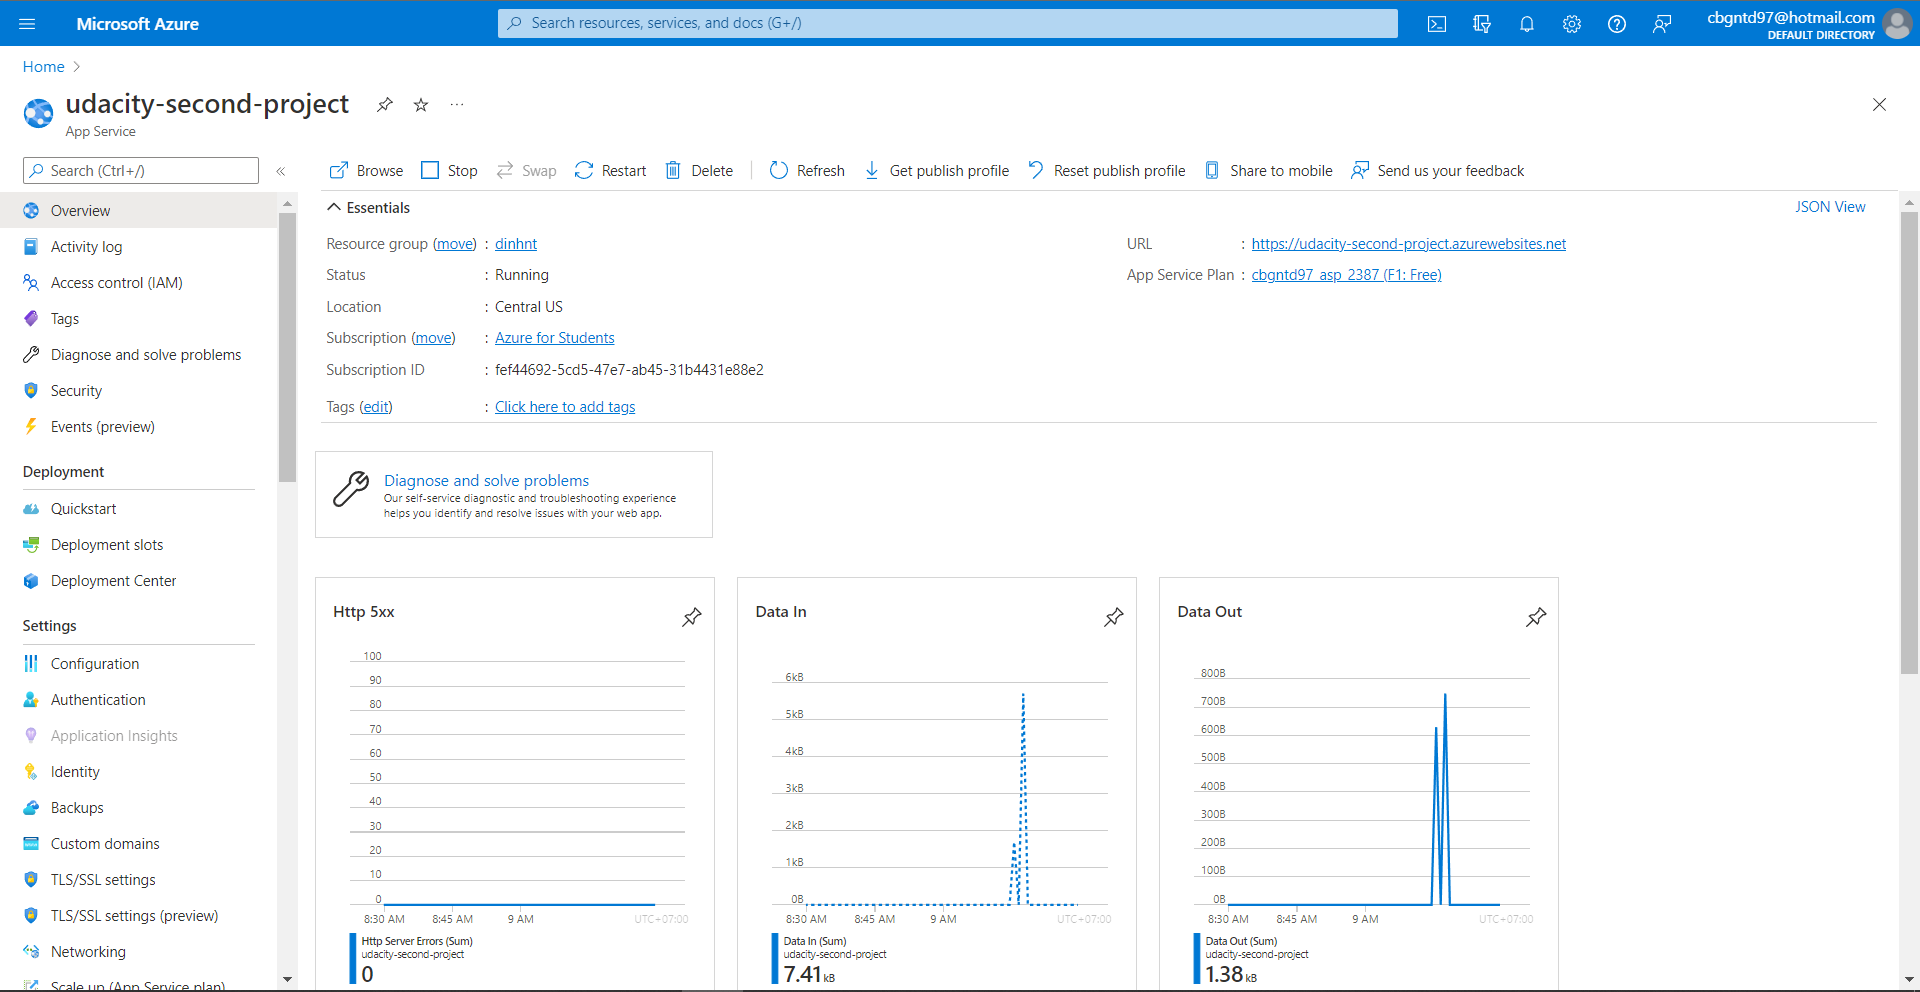 Microsoft Azure
Search resources, services, and docs (G+/)
cbgntd97@hotmail.com
DEFAULT DIRECTORY
Home
udacity-second-project
App Service
Search (Ctrl+/)
Browse Stop Swap Restart Delete Refresh Get publish profile Reset publish profile Share to mobile Send us your feedback
Overview
Activity log
Access control (IAM)
Tags
Diagnose and solve problems
Security
Events (preview)
Deployment
Quickstart
Deployment slots
Deployment Center
Settings
Configuration
Authentication
Application Insights
Identity
Backups
Custom domains
TLS/SSL settings
TLS/SSL settings (preview)
Networking
Scale up (App Service plan)
Essentials
JSON View
Resource group (move) : dinhnt
Status : Running
Location : Central US
Subscription (move) : Azure for Students
Subscription ID : fef44692-5cd5-47e7-ab45-31b4431e88e2
Tags (edit) : Click here to add tags
URL : https://udacity-second-project.azurewebsites.net
App Service Plan : cbgntd97_asp_2387 (F1: Free)
Diagnose and solve problems
Our self-service diagnostic and troubleshooting experience
helps you identify and resolve issues with your web app.
Http 5xx
100
90
80
70
60
50
40
30
20
10
0
8:30 AM 8:45 AM 9 AM UTC+07:00
Http Server Errors (Sum)
udacity-second-project
0
Data In
6kB
5kB
4kB
3kB
2kB
1kB
0B
8:30 AM 8:45 AM 9 AM UTC+07:00
Data In (Sum)
udacity-second-project
7.41 kB
Data Out
800B
700B
600B
500B
400B
300B
200B
100B
0B
8:30 AM 8:45 AM 9 AM UTC+07:00
Data Out (Sum)
udacity-second-project
1.38 kB